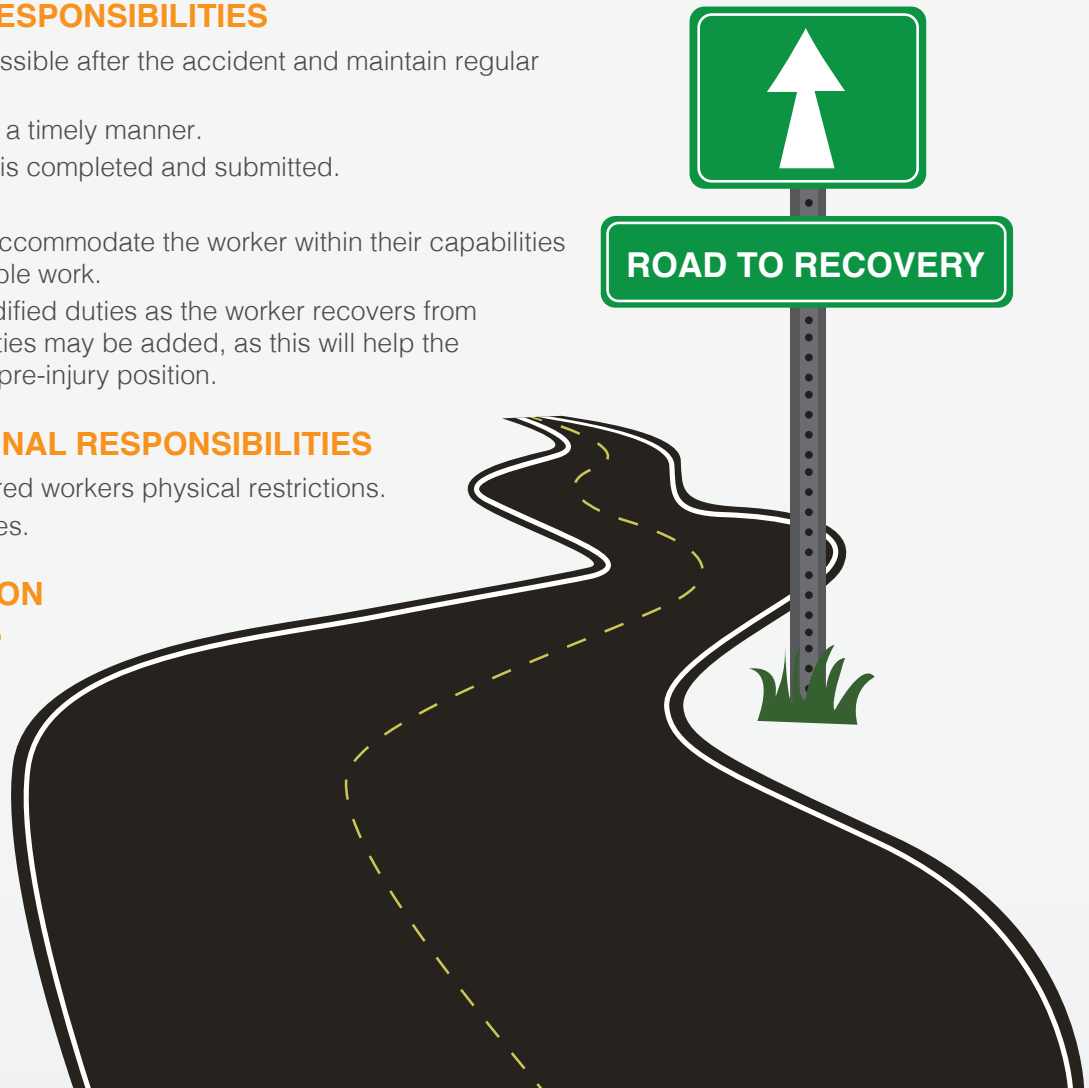 ESPONSIBILITIES
ssible after the accident and maintain regular
a timely manner.
is completed and submitted.
ccommodate the worker within their capabilities
ble work.
dified duties as the worker recovers from
ties may be added, as this will help the
pre-injury position.
ROAD TO RECOVERY
NAL RESPONSIBILITIES
red workers physical restrictions.
es.
ON
S